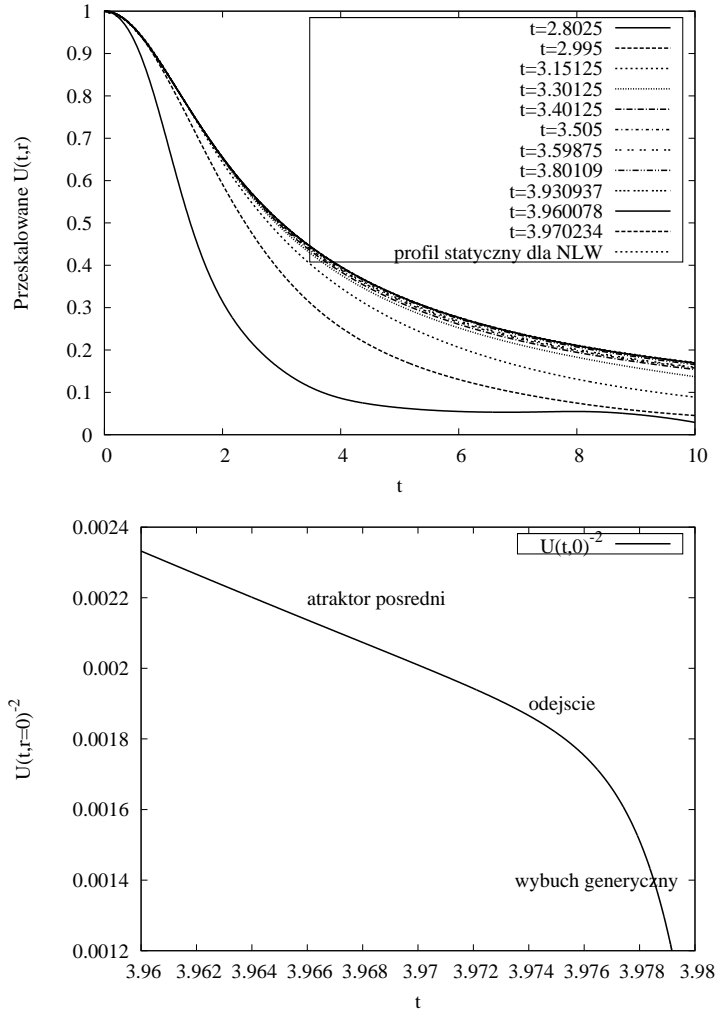 1
0.9
0.8
0.7
0.6
0.5
0.4
0.3
0.2
0.1
0
Przeskalowane U(t,r)
t=2.8025
t=2.995
t=3.15125
t=3.30125
t=3.40125
t=3.505
t=3.59875
t=3.80109
t=3.930937
t=3.960078
t=3.970234
profil statyczny dla NLW
0 2 4 6 8 10
t
0.0024
0.0022
0.002
0.0018
0.0016
0.0014
0.0012
U(t,r=0)^-2
U(t,0)^-2
atraktor posredni
odejscie
wybuch generyczny
3.96 3.962 3.964 3.966 3.968 3.97 3.972 3.974 3.976 3.978 3.98
t